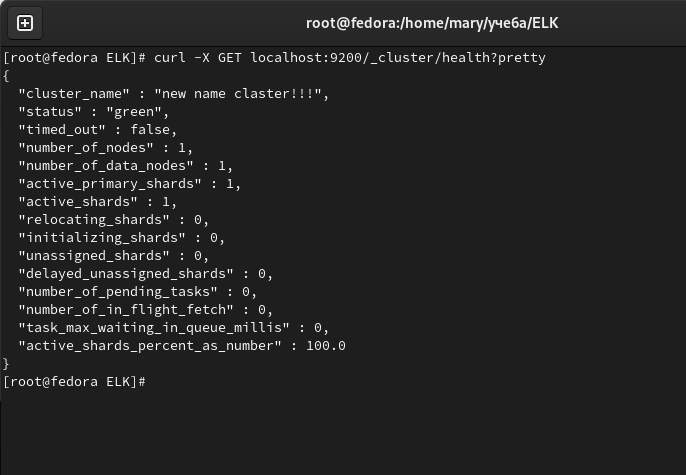 root@fedora:/home/mary/учеба/ELK
[root@fedora ELK]# curl -X GET localhost:9200/_cluster/health?pretty
{
  "cluster_name" : "new name claster!!!",
  "status" : "green",
  "timed_out" : false,
  "number_of_nodes" : 1,
  "number_of_data_nodes" : 1,
  "active_primary_shards" : 1,
  "active_shards" : 1,
  "relocating_shards" : 0,
  "initializing_shards" : 0,
  "unassigned_shards" : 0,
  "delayed_unassigned_shards" : 0,
  "number_of_pending_tasks" : 0,
  "number_of_in_flight_fetch" : 0,
  "task_max_waiting_in_queue_millis" : 0,
  "active_shards_percent_as_number" : 100.0
}
[root@fedora ELK]#